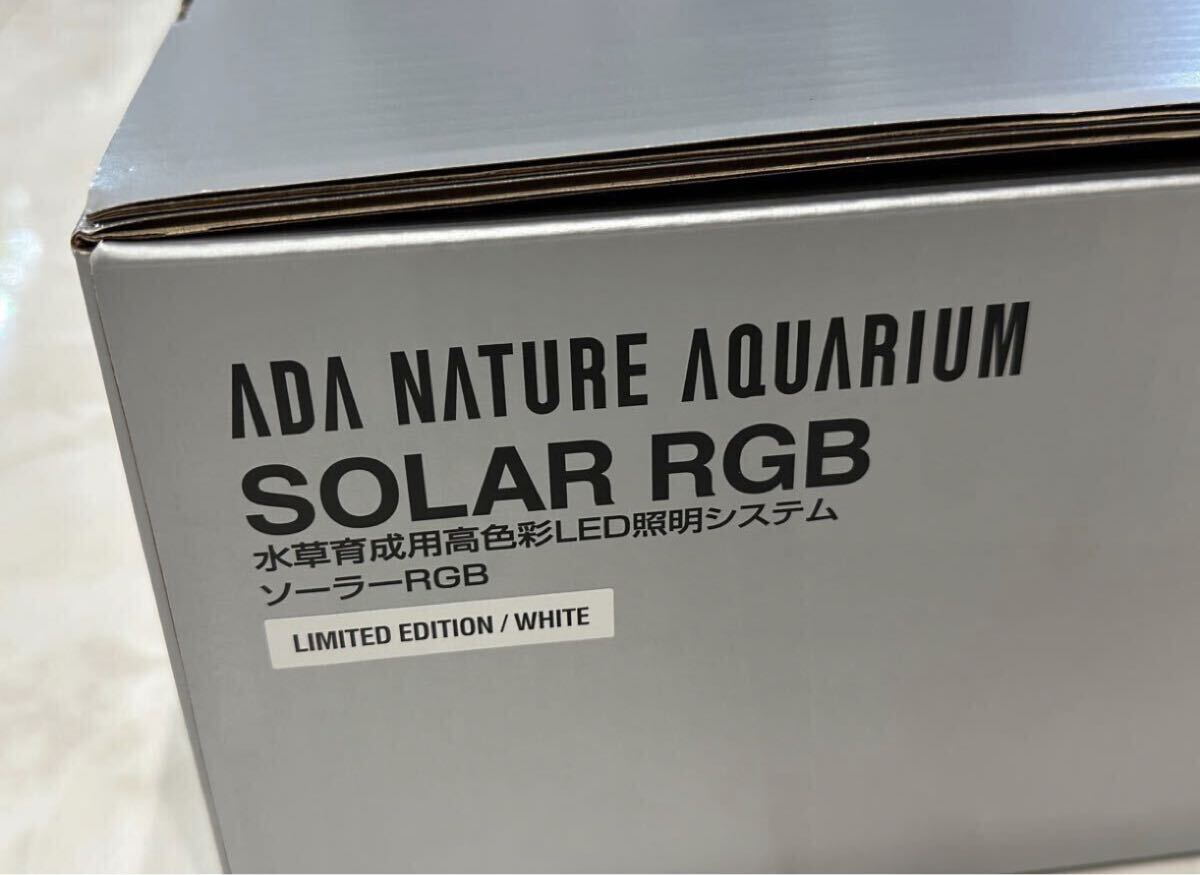 ADA NATURE AQUARIUM
SOLAR RGB
水草育成用高色彩LED照明システム
ソーラーRGB
LIMITED EDITION / WHITE